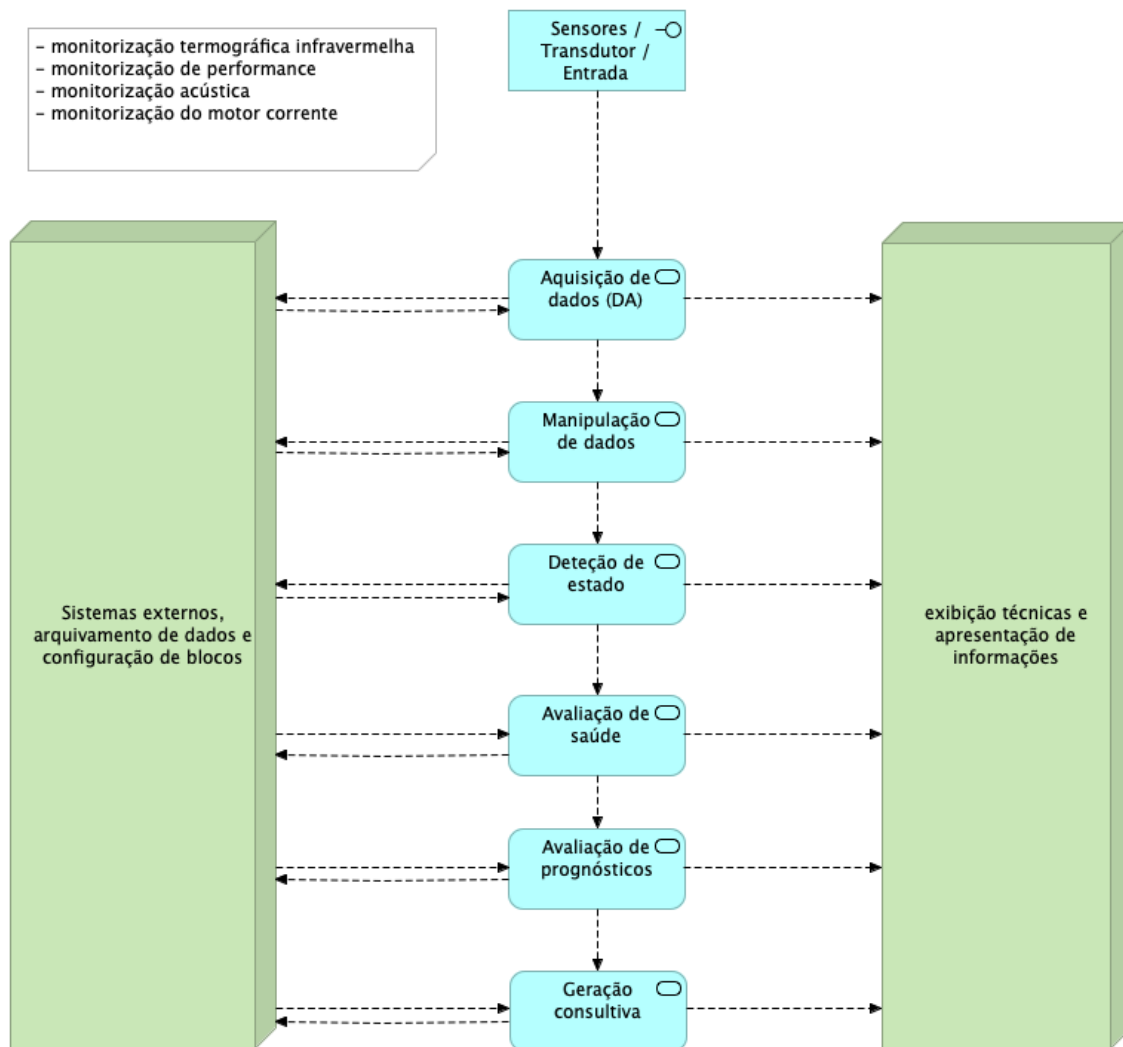 – monitorização termográfica infravermelha
– monitorização de performance
– monitorização acústica
– monitorização do motor corrente
Sensores /
Transdutor /
Entrada
Aquisição de
dados (DA)
Manipulação
de dados
Deteção de
estado
Sistemas externos,
arquivamento de dados e
configuração de blocos
exibição técnicas e
apresentação de
informações
Avaliação de
saúde
Avaliação de
prognósticos
Geração
consultiva